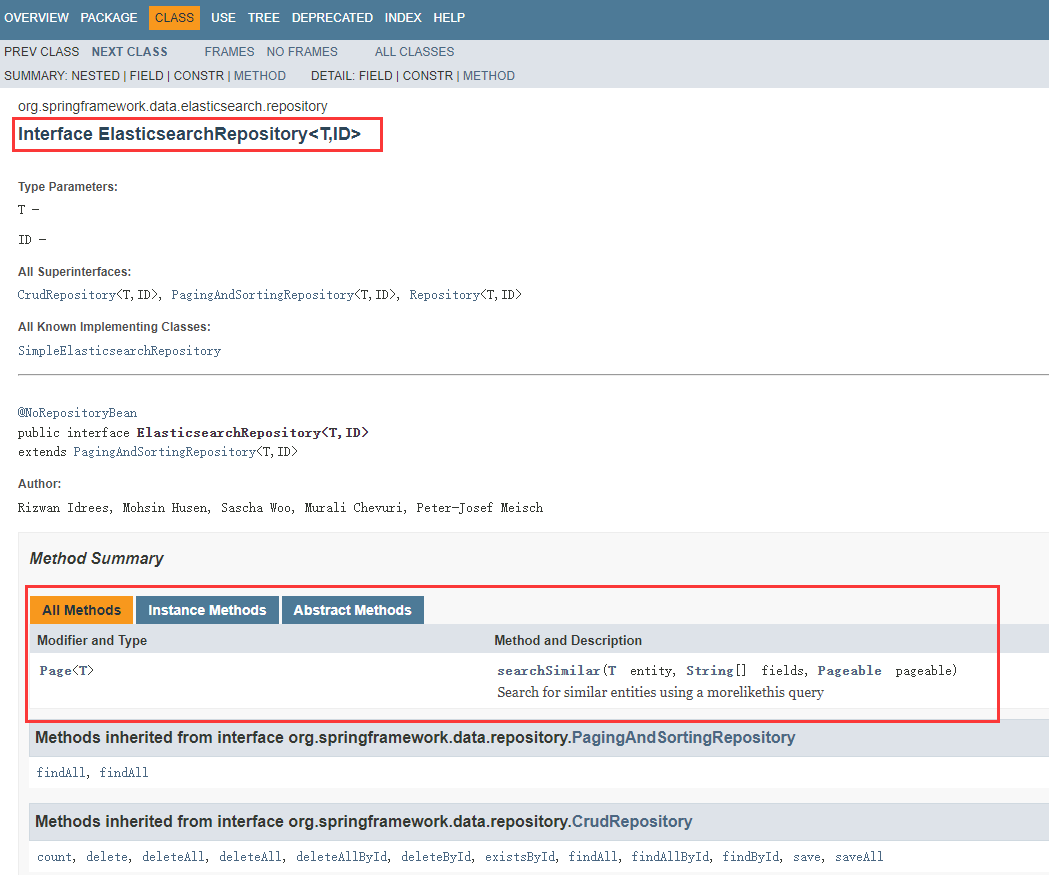 OVERVIEW PACKAGE CLASS USE TREE DEPRECATED INDEX HELP
PREV CLASS NEXT CLASS FRAMES NO FRAMES ALL CLASSES
SUMMARY: NESTED | FIELD | CONSTR | METHOD DETAIL: FIELD | CONSTR | METHOD
org.springframework.data.elasticsearch.repository
Interface ElasticsearchRepository<T,ID>
Type Parameters:
T -
ID -
All Superinterfaces:
CrudRepository<T,ID>, PagingAndSortingRepository<T,ID>, Repository<T,ID>
All Known Implementing Classes:
SimpleElasticsearchRepository
@NoRepositoryBean
public interface ElasticsearchRepository<T,ID>
extends PagingAndSortingRepository<T,ID>
Author:
Rizwan Idrees, Mohsin Husen, Sascha Woo, Murali Chevuri, Peter-Josef Meisch
Method Summary
All Methods Instance Methods Abstract Methods
Modifier and Type Method and Description
Page<T> searchSimilar(T entity, String[] fields, Pageable pageable)
Search for similar entities using a morelikethis query
Methods inherited from interface org.springframework.data.repository.PagingAndSortingRepository
findAll, findAll
Methods inherited from interface org.springframework.data.repository.CrudRepository
count, delete, deleteAll, deleteAll, deleteAllById, deleteById, existsById, findAll, findAllById, findById, save, saveAll